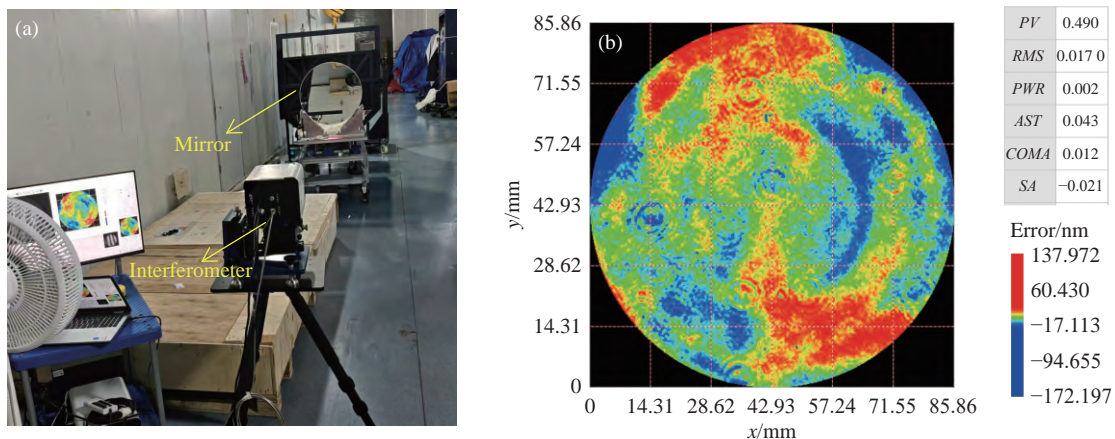 (a)
Mirror
Interferometer
(b)
85.86
71.55
57.24
42.93
28.62
14.31
0
y/mm
0 14.31 28.62 42.93 57.24 71.55 85.86
x/mm
PV 0.490
RMS 0.017 0
PWR 0.002
AST 0.043
COMA 0.012
SA −0.021
Error/nm
137.972
60.430
−17.113
−94.655
−172.197